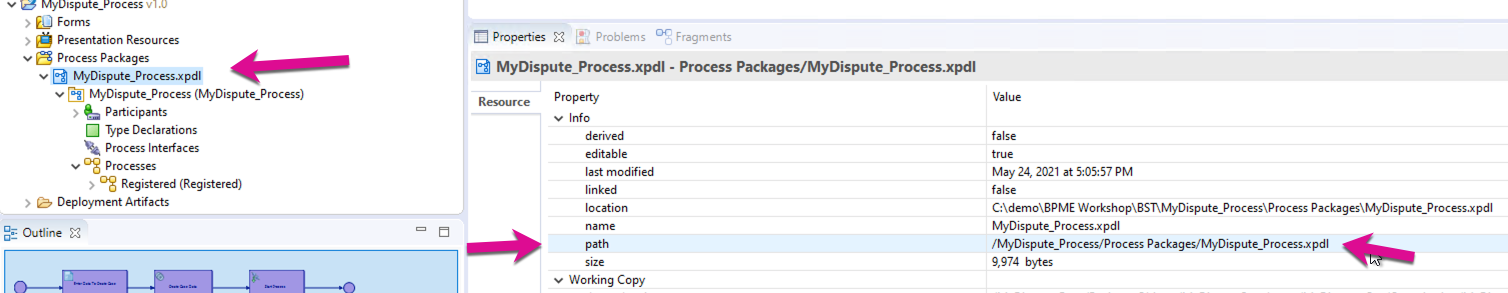 MyDispute_Process v1.0
Forms
Presentation Resources
Process Packages
MyDispute_Process.xpdl
MyDispute_Process (MyDispute_Process)
Participants
Type Declarations
Process Interfaces
Processes
Registered (Registered)
Deployment Artifacts
Outline
Start Process
Properties Problems Fragments
MyDispute_Process.xpdl - Process Packages/MyDispute_Process.xpdl
Resource
Property Value
Info
derived false
editable true
last modified May 24, 2021 at 5:05:57 PM
linked false
location C:\demo\BPME Workshop\BST\MyDispute_Process\Process Packages\MyDispute_Process.xpdl
name MyDispute_Process.xpdl
path /MyDispute_Process/Process Packages/MyDispute_Process.xpdl
size 9,974 bytes
Working Copy